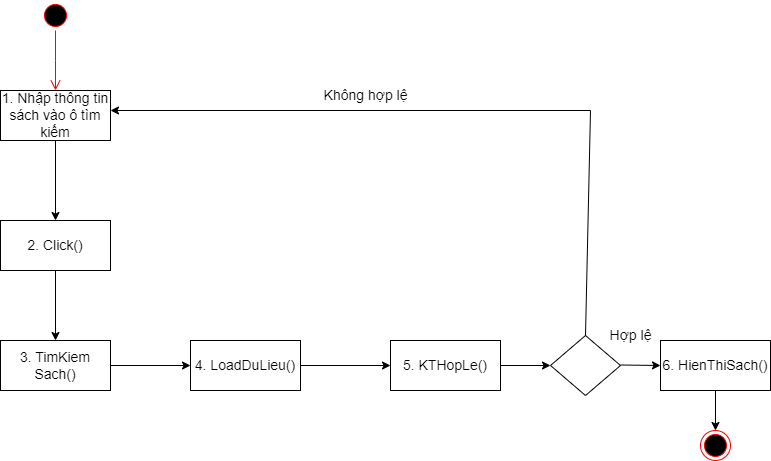 1. Nhập thông tin
sách vào ô tìm
kiếm
Không hợp lệ
2. Click()
3. TimKiem
Sach()
4. LoadDuLieu()
5. KTHopLe()
Hợp lệ
6. HienThiSach()